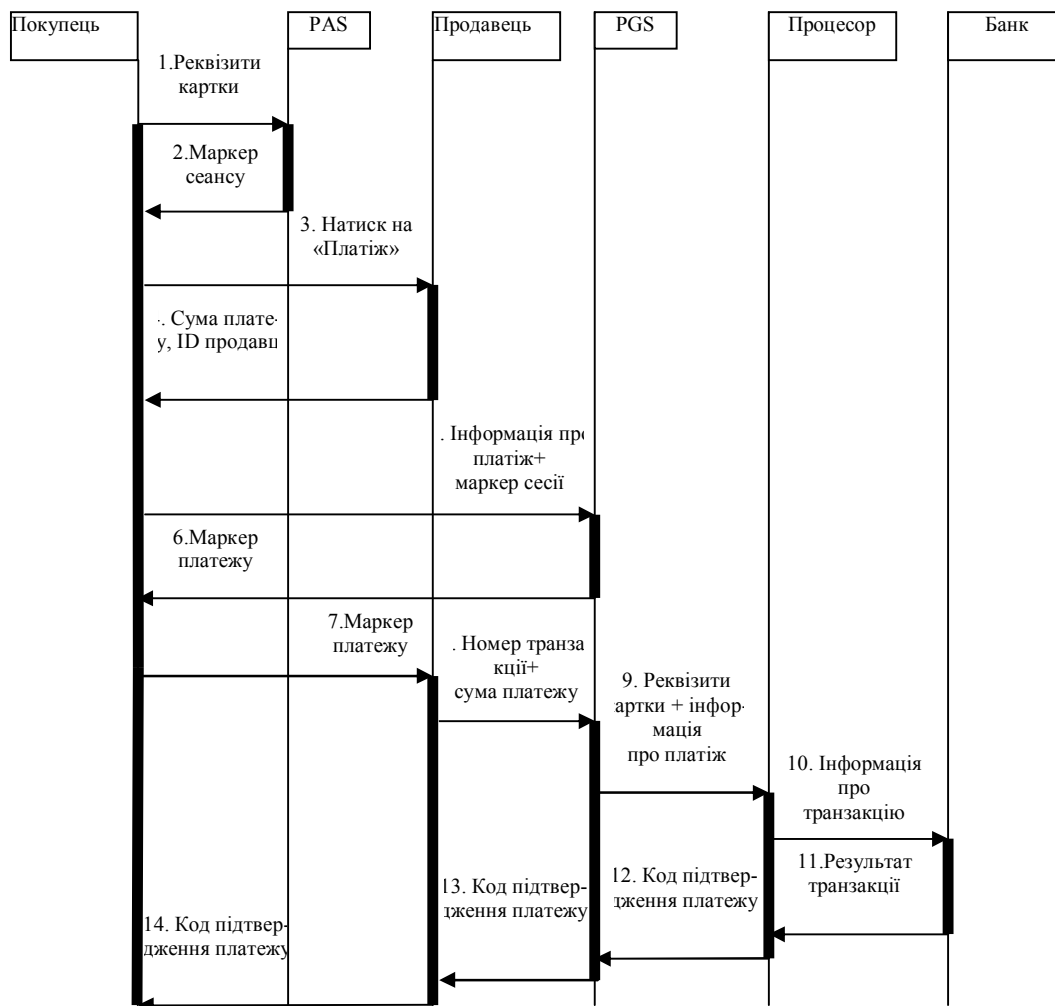 Покупець
PAS
Продавець
PGS
Процесор
Банк
1.Реквізити
картки
2.Маркер
сеансу
3. Натиск на
«Платіж»
. Сума плате-
у, ID продавц
. Інформація про
платіж+
маркер сесії
6.Маркер
платежу
7.Маркер
платежу
. Номер транза
кції+
сума платежу
9. Реквізити
артки + інфор-
мація
про платіж
10. Інформація
про
транзакцію
11.Результат
транзакції
12. Код підтвер-
дження платежу
13. Код підтвер-
дження платежу
14. Код підтвер-
дження платежу